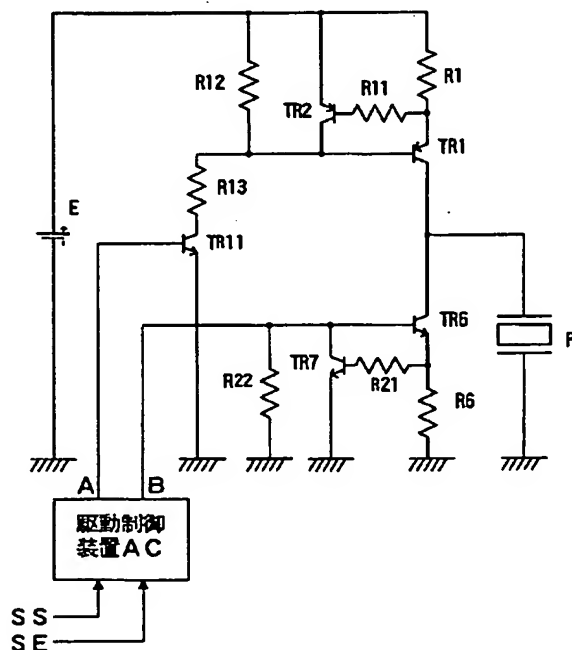 R12
TR2
R11
R1
TR1
R13
E
TR11
TR6
P
TR7
R22
R21
R6
A
B
駆動制御
装置AC
SS
SE